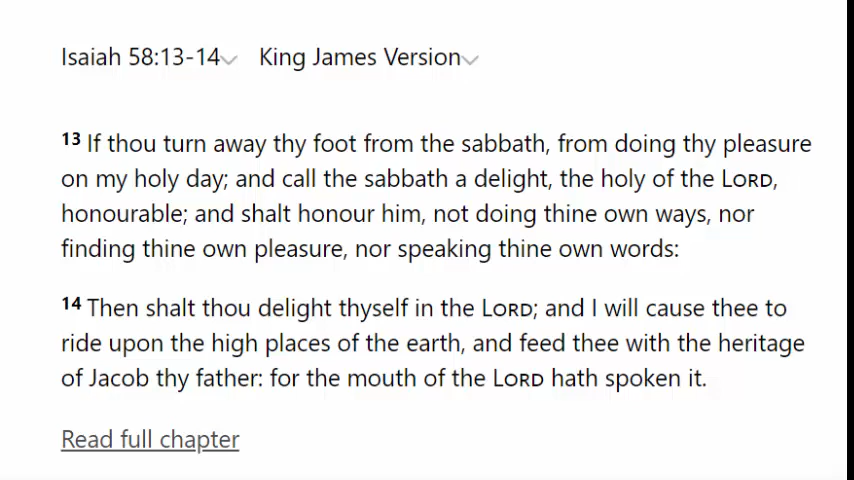 Isaiah 58:13-14 King James Version
13 If thou turn away thy foot from the sabbath, from doing thy pleasure
on my holy day; and call the sabbath a delight, the holy of the LORD,
honourable; and shalt honour him, not doing thine own ways, nor
finding thine own pleasure, nor speaking thine own words:
14 Then shalt thou delight thyself in the LORD; and I will cause thee to
ride upon the high places of the earth, and feed thee with the heritage
of Jacob thy father: for the mouth of the LORD hath spoken it.
Read full chapter